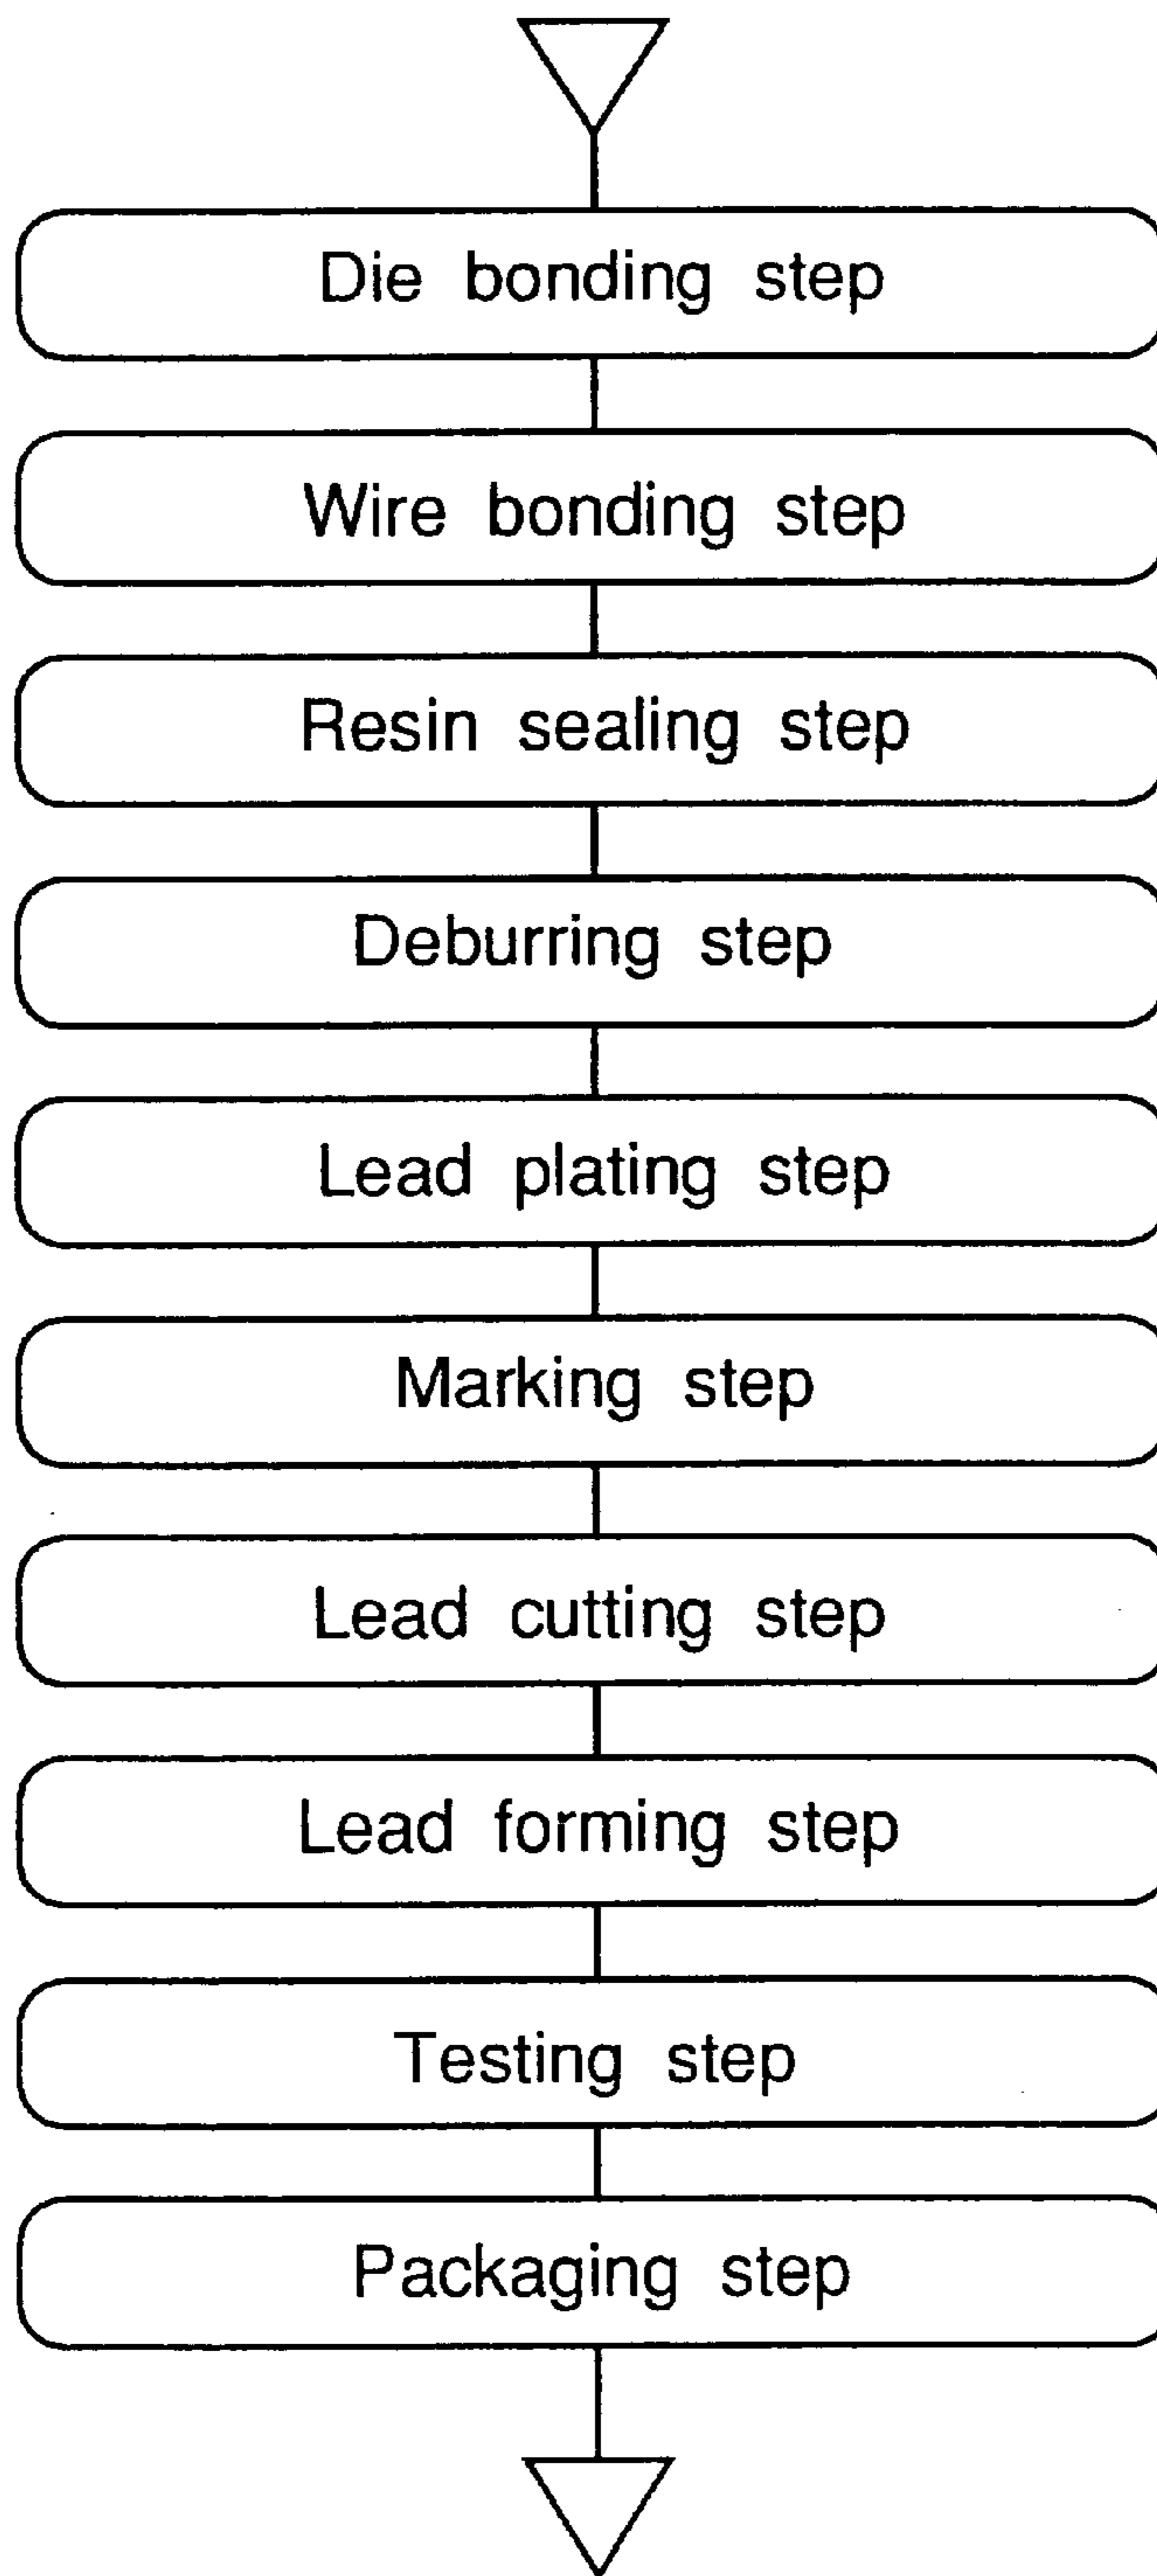 Die bonding step
Wire bonding step
Resin sealing step
Deburring step
Lead plating step
Marking step
Lead cutting step
Lead forming step
Testing step
Packaging step